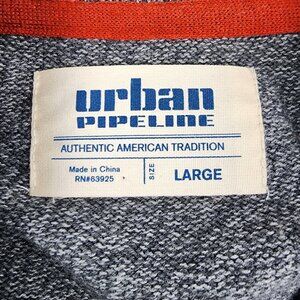 urban
PIPELINE
AUTHENTIC AMERICAN TRADITION
Made in China
RN#63925
SIZE
LARGE